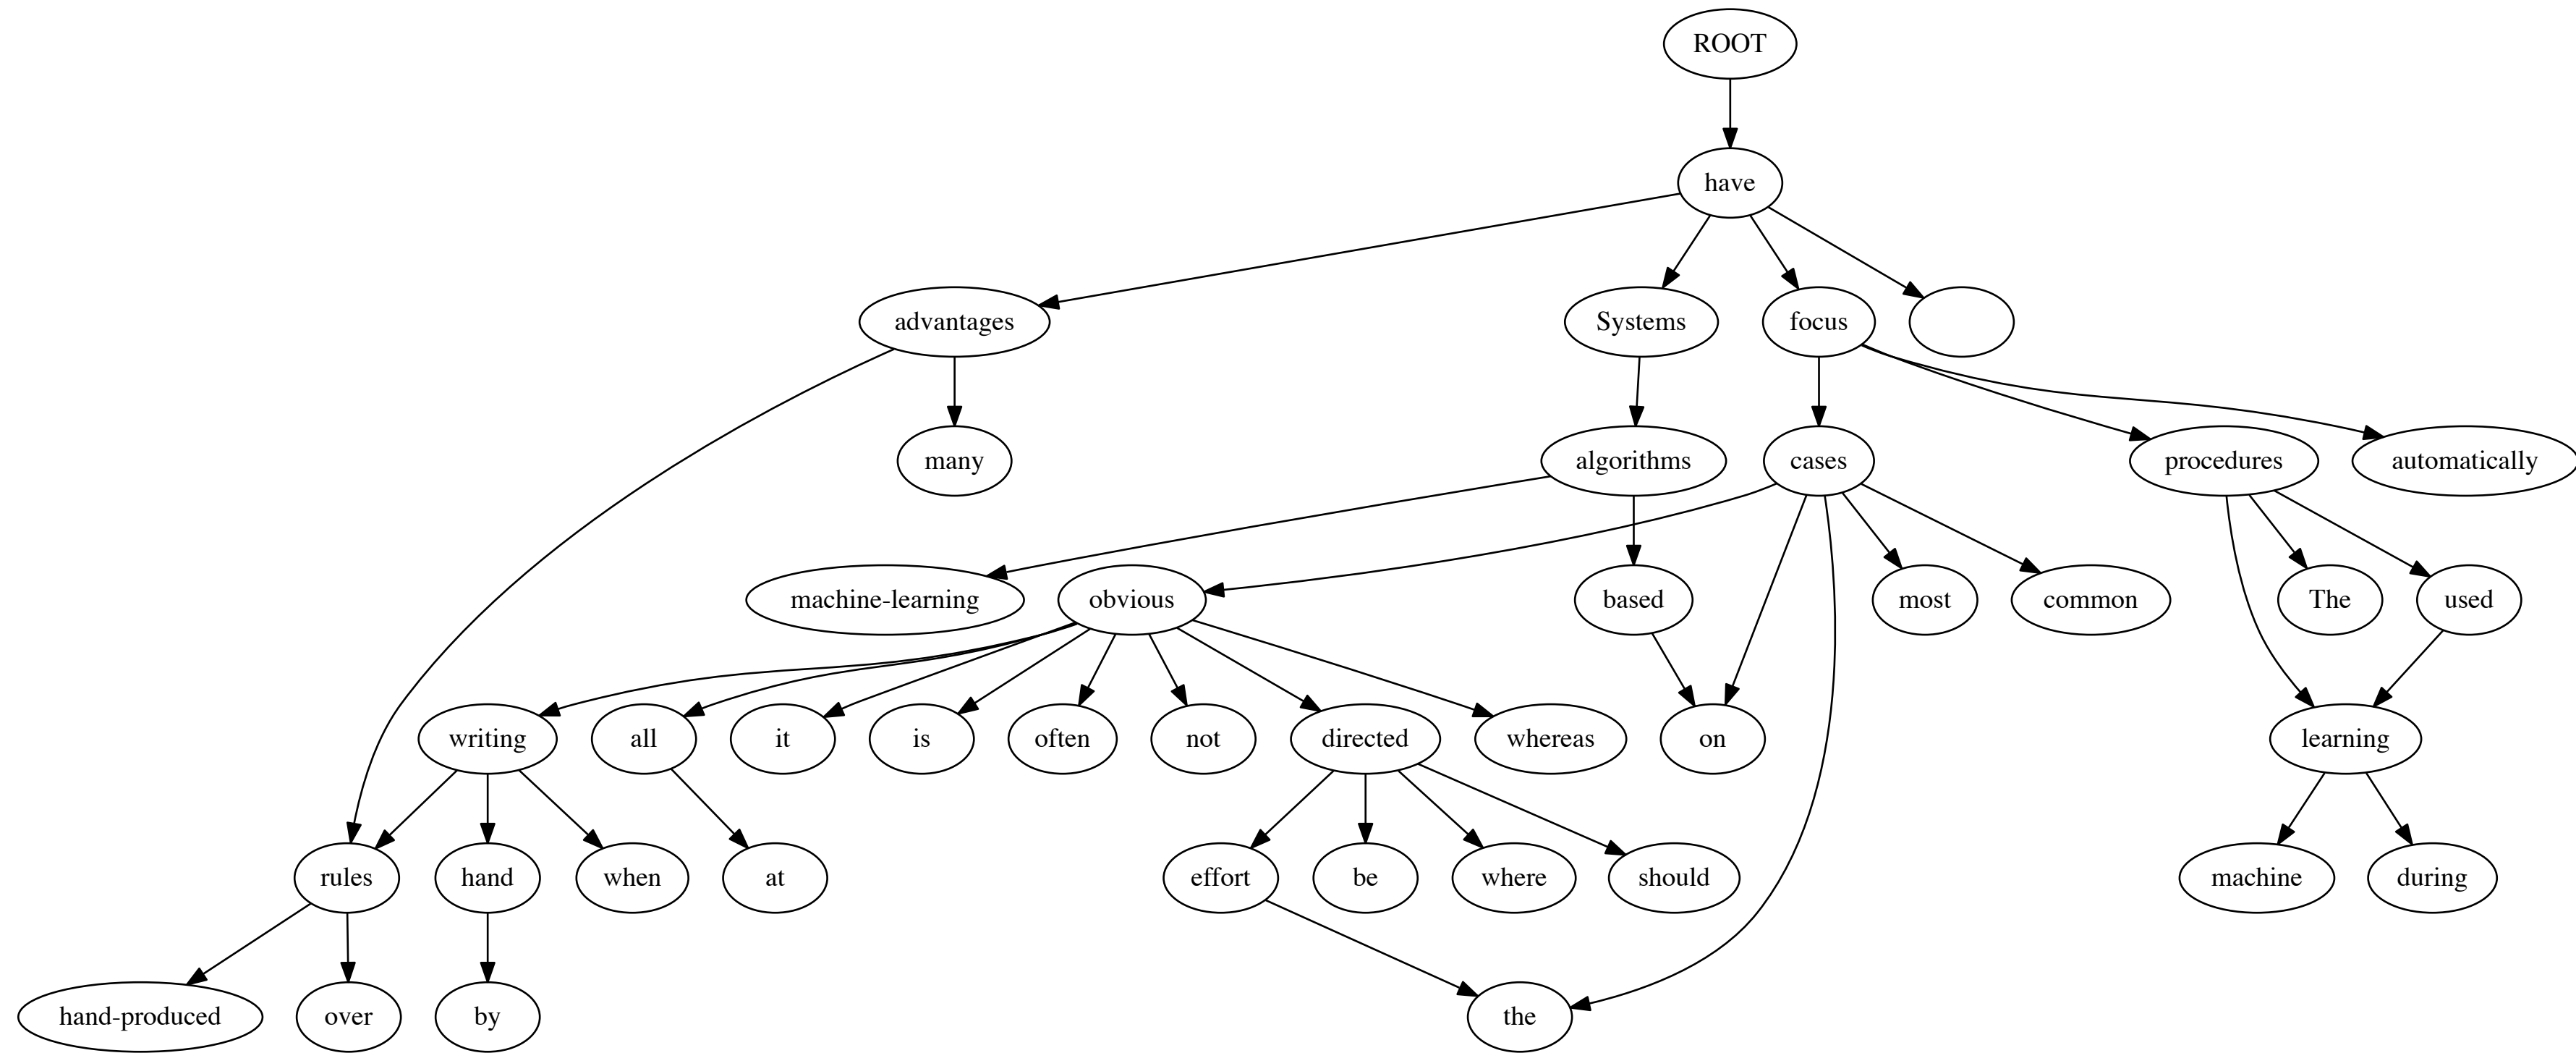 ROOT
have
advantages Systems focus
many algorithms cases procedures automatically
machine-learning obvious based most common The used
writing all it is often not directed whereas on learning
rules hand when at effort be where should machine during
hand-produced over by the